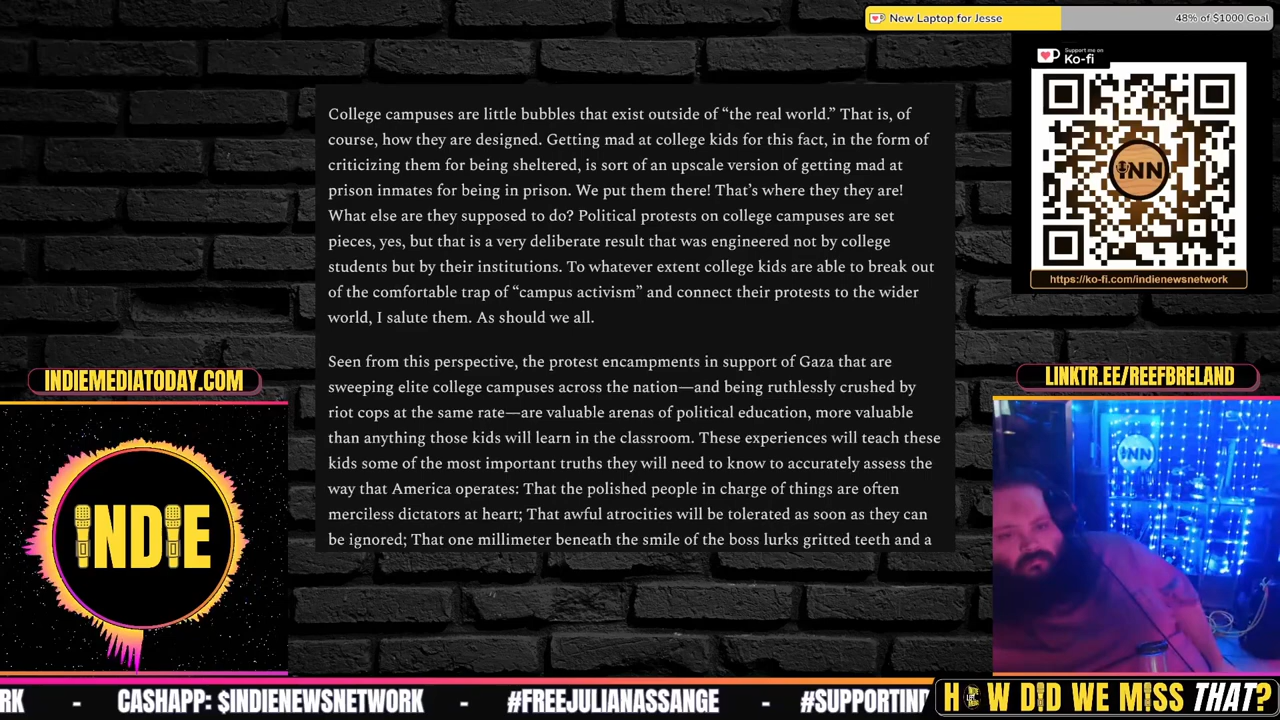 New Laptop for Jesse
48% of $1000 Goal
Support me on
Ko-fi
iNN
https://ko-fi.com/indienewsnetwork
College campuses are little bubbles that exist outside of “the real world.” That is, of
course, how they are designed. Getting mad at college kids for this fact, in the form of
criticizing them for being sheltered, is sort of an upscale version of getting mad at
prison inmates for being in prison. We put them there! That’s where they they are!
What else are they supposed to do? Political protests on college campuses are set
pieces, yes, but that is a very deliberate result that was engineered not by college
students but by their institutions. To whatever extent college kids are able to break out
of the comfortable trap of “campus activism” and connect their protests to the wider
world, I salute them. As should we all.
Seen from this perspective, the protest encampments in support of Gaza that are
sweeping elite college campuses across the nation—and being ruthlessly crushed by
riot cops at the same rate—are valuable arenas of political education, more valuable
than anything those kids will learn in the classroom. These experiences will teach these
kids some of the most important truths they will need to know to accurately assess the
way that America operates: That the polished people in charge of things are often
merciless dictators at heart; That awful atrocities will be tolerated as soon as they can
be ignored; That one millimeter beneath the smile of the boss lurks gritted teeth and a
INDIEMEDIATODAY.COM
LINKTR.EE/REEFBRELAND
iNDiE
iNN
RK - CASHAPP: $INDIENEWSNETWORK - #FREEJULIANASSANGE - #SUPPORTIND
HOW DiD WE MiSS THAT?